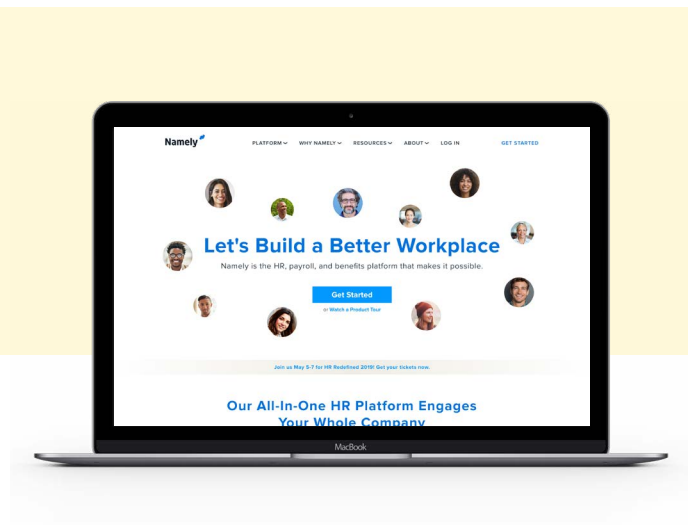 Namely
PLATFORM WHY NAMELY RESOURCES ABOUT LOG IN GET STARTED
Let's Build a Better Workplace
Namely is the HR, payroll, and benefits platform that makes it possible.
Get Started
or Watch a Product Tour
Join us May 5-7 for HR Redefined 2019! Get your tickets now.
Our All-In-One HR Platform Engages
Your Whole Company
MacBook